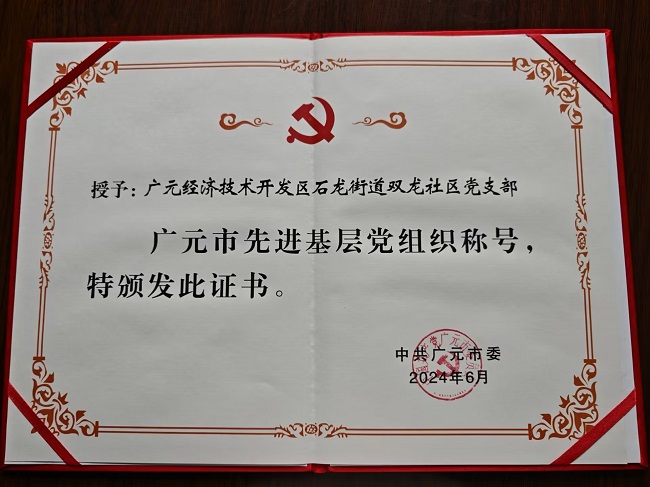 授予：广元经济技术开发区石龙街道双龙社区党支部
广元市先进基层党组织称号，
特颁发此证书。
中共广元市委
2024年6月